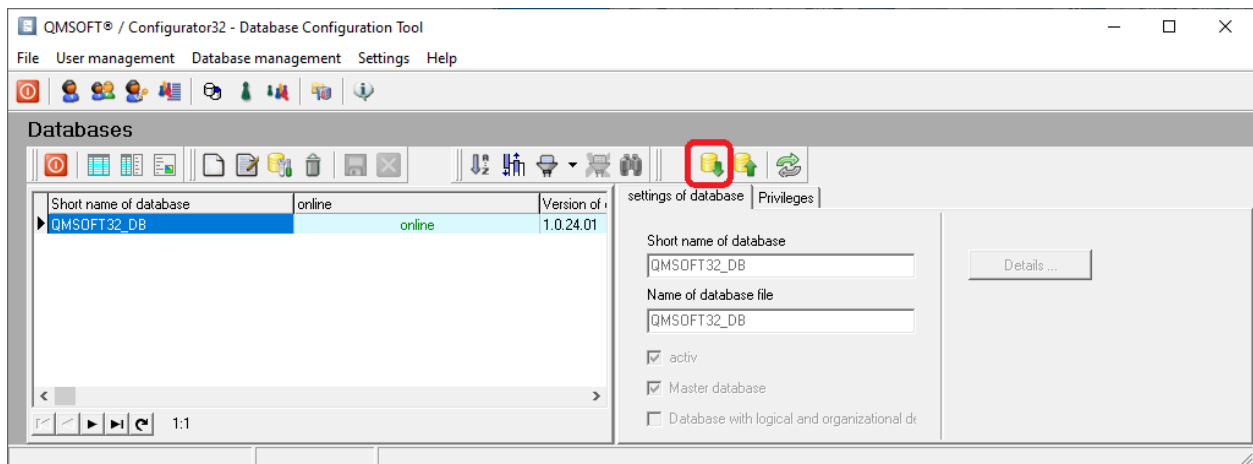 QMSOFT® / Configurator32 - Database Configuration Tool
File User management Database management Settings Help
Databases
Short name of database online Version of
QMSOFT32_DB online 1.0.24.01
1:1
settings of database Privileges
Short name of database
QMSOFT32_DB
Details ...
Name of database file
QMSOFT32_DB
activ
Master database
Database with logical and organizational de